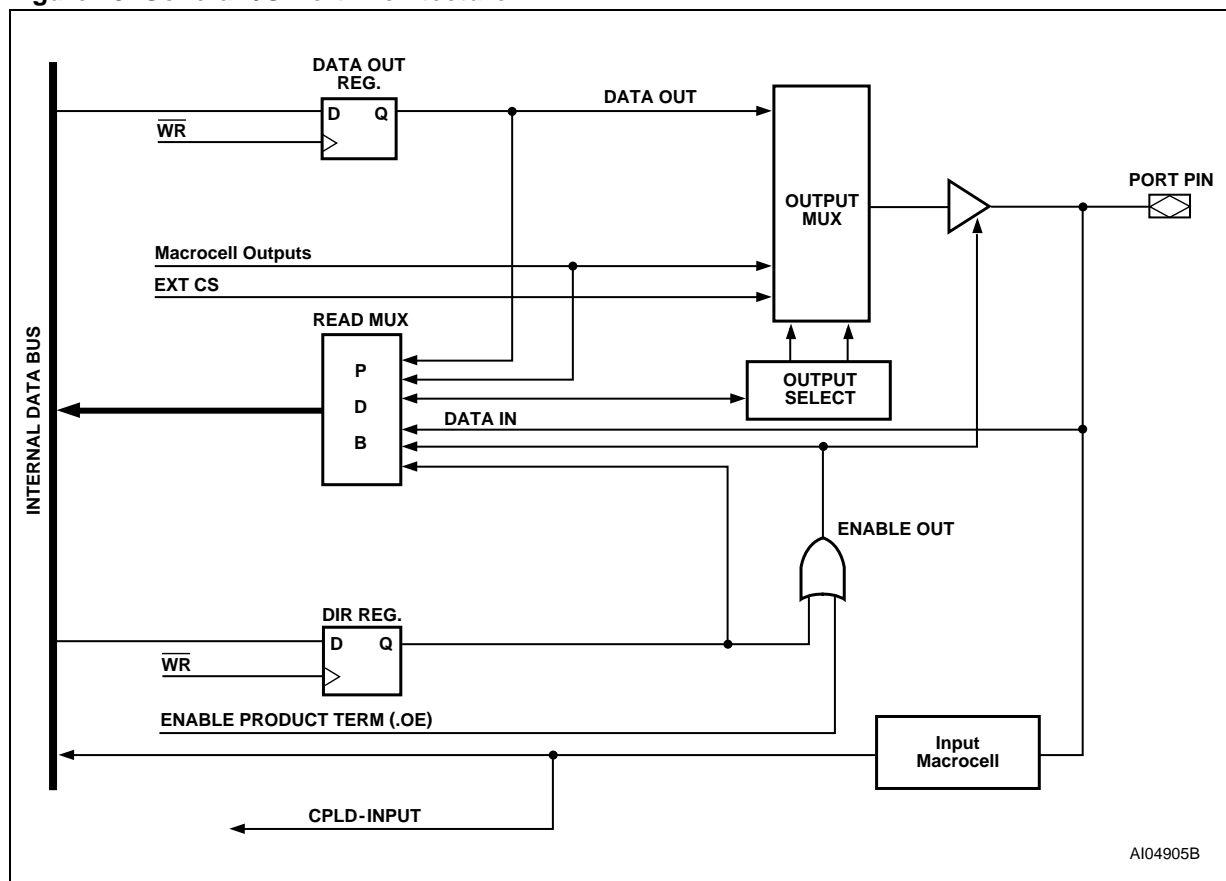 DATA OUT
REG.
D Q
WR
DATA OUT
OUTPUT
MUX
PORT PIN
Macrocell Outputs
EXT CS
READ MUX
P
D
B
OUTPUT
SELECT
DATA IN
INTERNAL DATA BUS
ENABLE OUT
DIR REG.
D Q
WR
ENABLE PRODUCT TERM (.OE)
Input
Macrocell
CPLD-INPUT
AI04905B